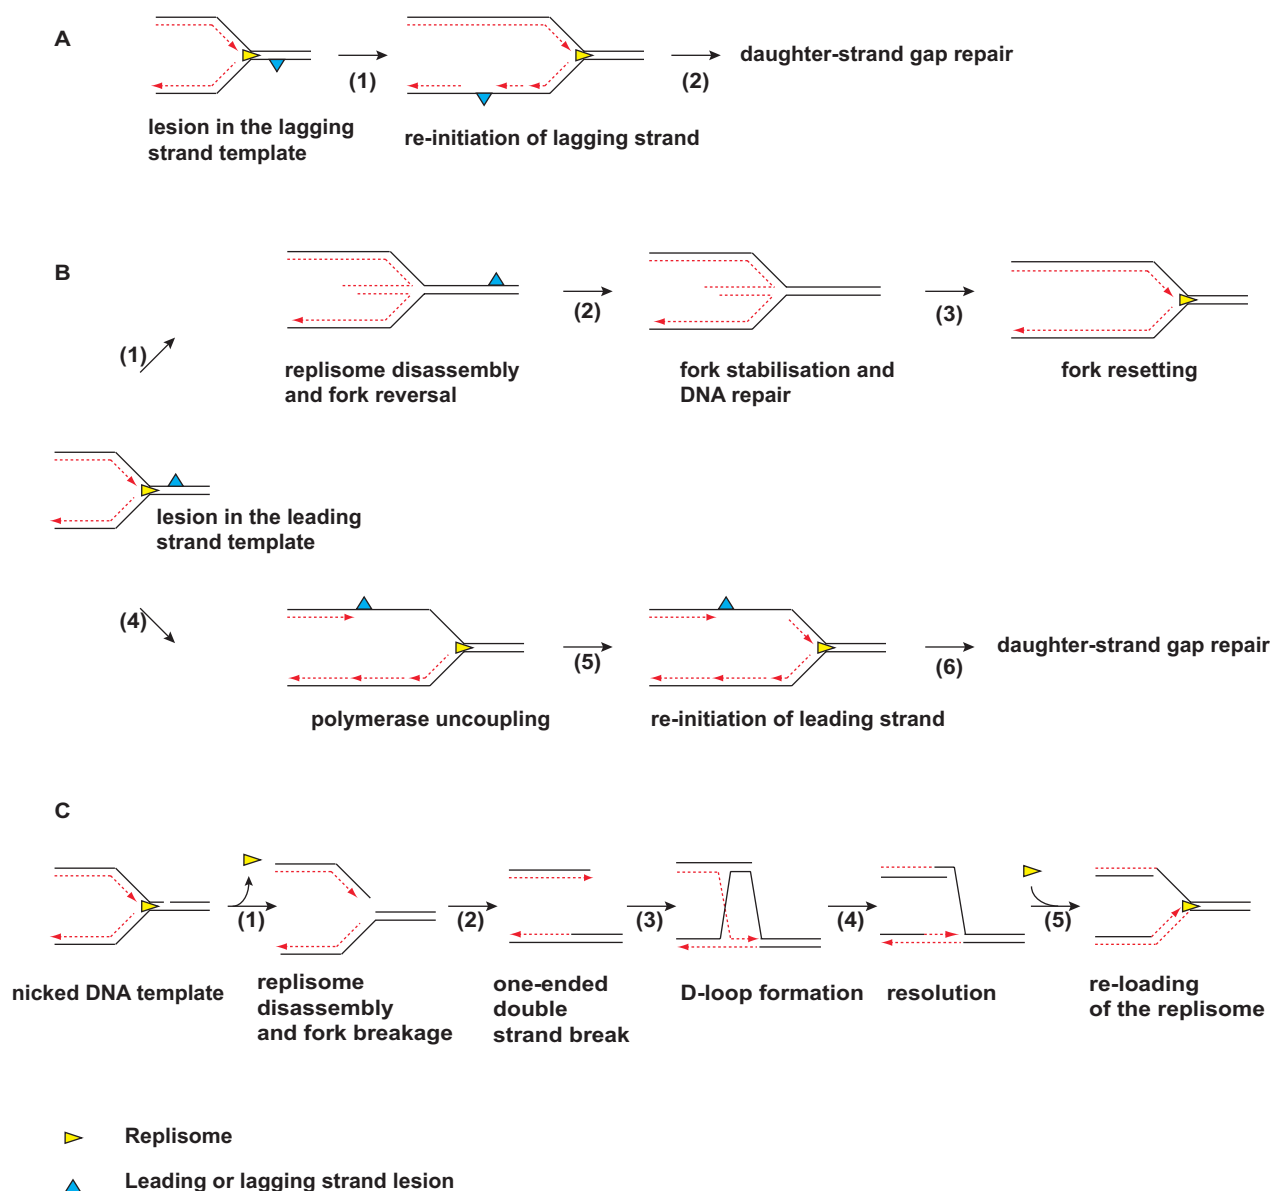 A
(1)
(2)
daughter-strand gap repair
lesion in the lagging
strand template
re-initiation of lagging strand
B
(1)
(2)
(3)
replisome disassembly
and fork reversal
fork stabilisation and
DNA repair
fork resetting
lesion in the leading
strand template
(4)
(5)
(6)
daughter-strand gap repair
polymerase uncoupling
re-initiation of leading strand
C
(1)
(2)
(3)
(4)
(5)
nicked DNA template
replisome
disassembly
and fork breakage
one-ended
double
strand break
D-loop formation
resolution
re-loading
of the replisome
Replisome
Leading or lagging strand lesion